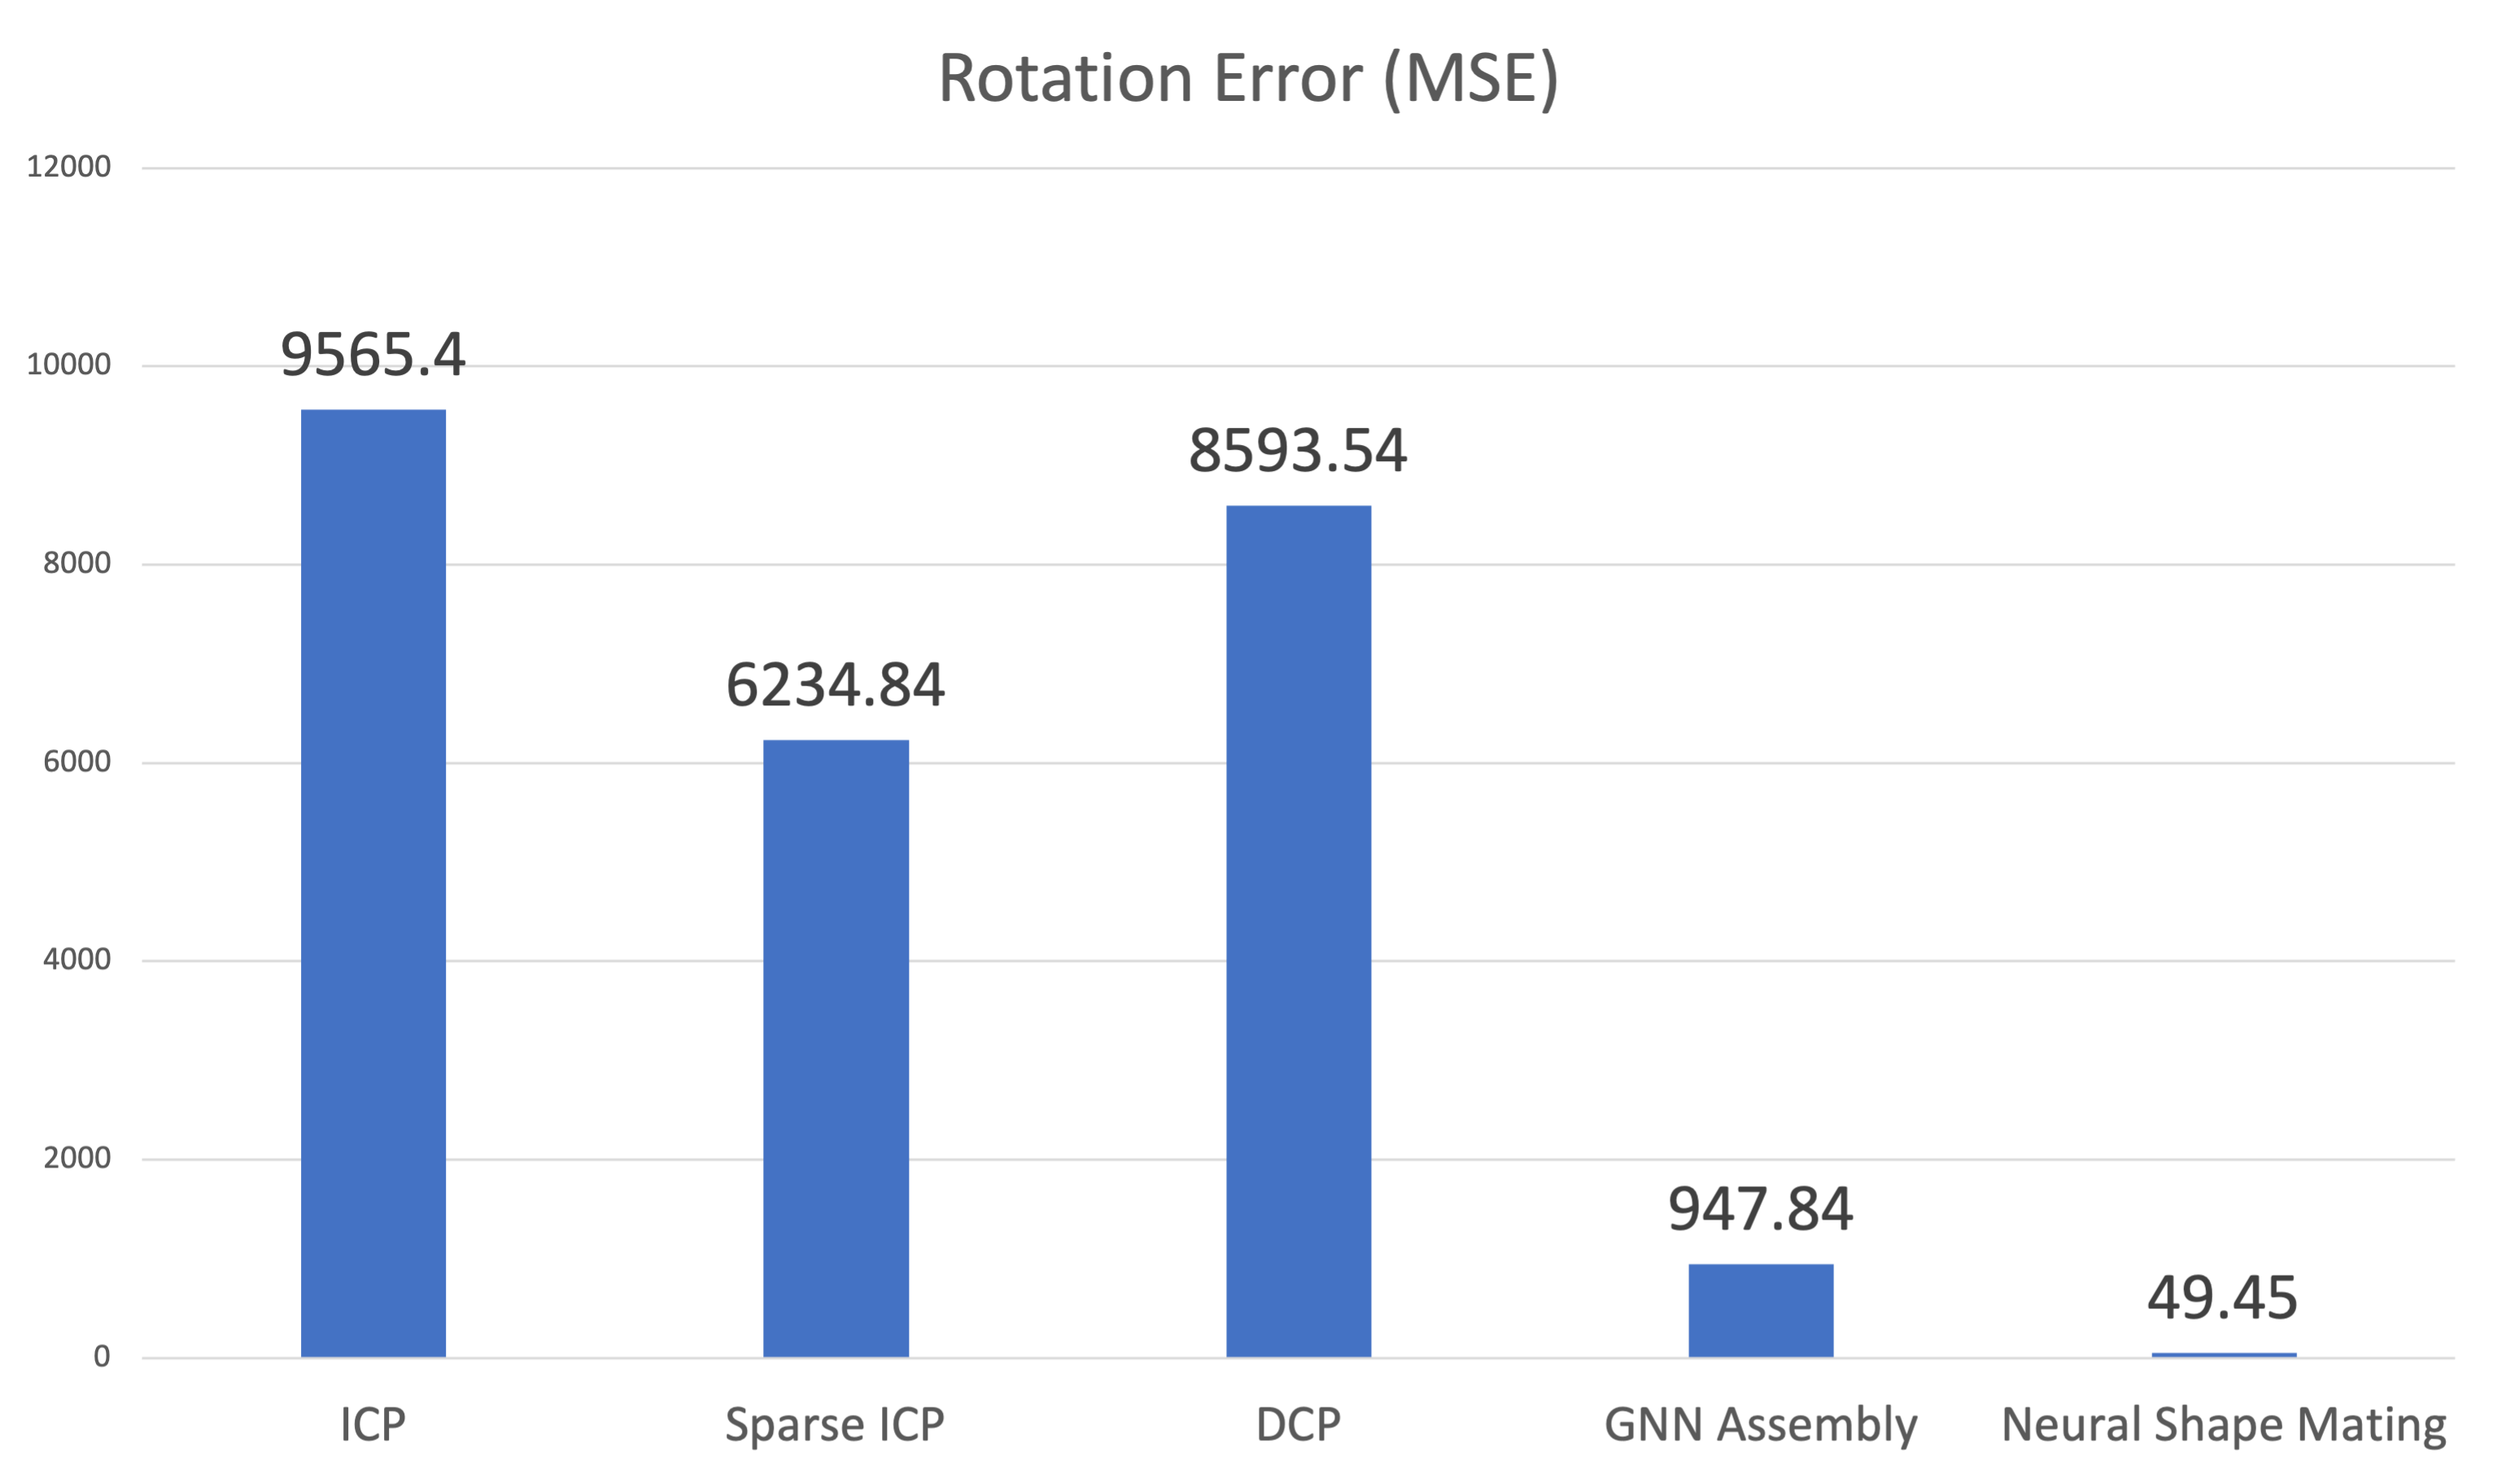 Rotation Error (MSE)
12000
10000
8000
6000
4000
2000
0
9565.4
6234.84
8593.54
947.84
49.45
ICP
Sparse ICP
DCP
GNN Assembly
Neural Shape Mating